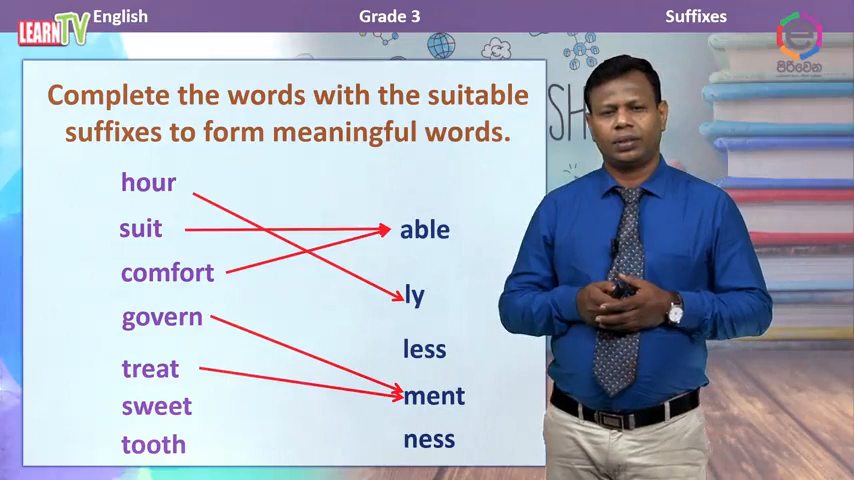 LEARN TV
English
Grade 3
Suffixes
පිරිවෙන
SH
Complete the words with the suitable
suffixes to form meaningful words.
hour
suit
comfort
govern
treat
sweet
tooth
able
ly
less
ment
ness